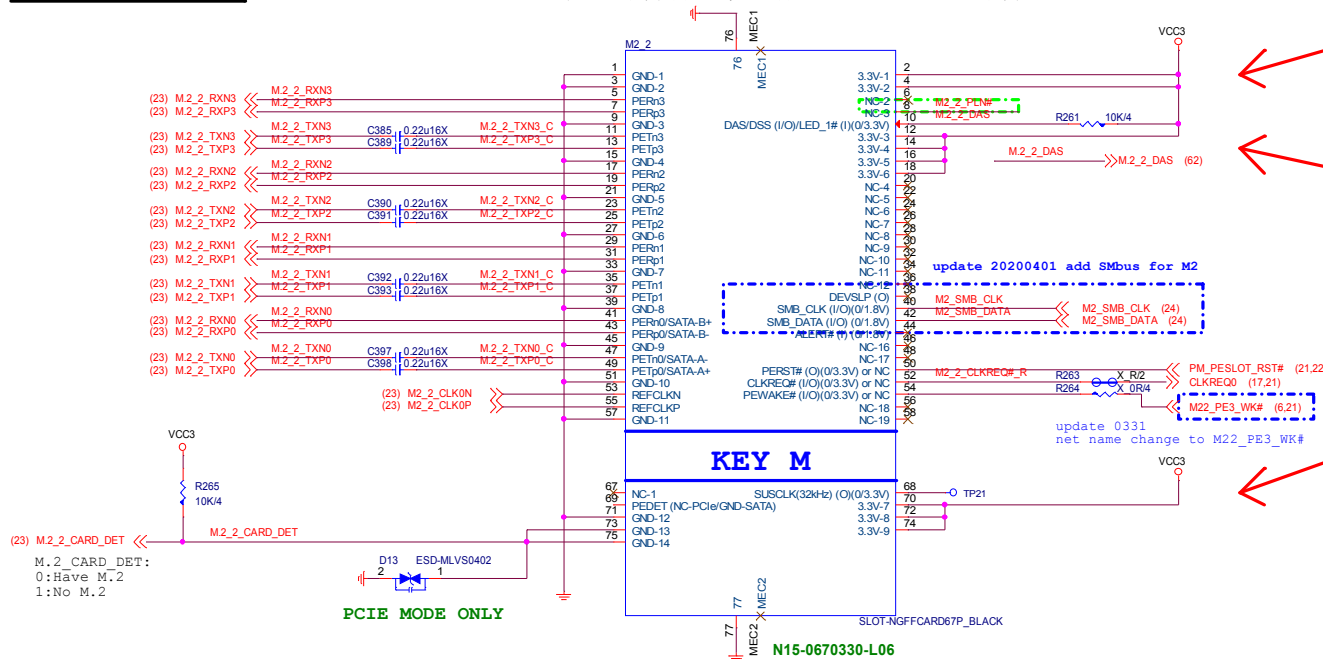 76
MEC1
VCC3
M2_2
76
MEC1
1
GND-1
3.3V-1
2
3
GND-2
3.3V-2
4
(23) M.2_2_RXN3
M.2_2_RXN3
5
PERn3
NC-2
6
M2_2_PLN#
(23) M.2_2_RXP3
M.2_2_RXP3
7
PERp3
NC-3
8
M.2_2_DAS
9
GND-3
DAS/DSS (I/O)/LED_1# (I)(0/3.3V)
10
R261
10K/4
(23) M.2_2_TXN3
M.2_2_TXN3
C385
0.22u16X
M.2_2_TXN3_C
11
PETn3
3.3V-3
12
(23) M.2_2_TXP3
M.2_2_TXP3
C389
0.22u16X
M.2_2_TXP3_C
13
PETp3
3.3V-4
14
15
GND-4
3.3V-5
16
M.2_2_DAS
M.2_2_DAS (62)
(23) M.2_2_RXN2
M.2_2_RXN2
17
PERn2
3.3V-6
18
(23) M.2_2_RXP2
M.2_2_RXP2
19
PERp2
NC-4
20
21
GND-5
NC-5
22
(23) M.2_2_TXN2
M.2_2_TXN2
C390
0.22u16X
M.2_2_TXN2_C
23
PETn2
NC-6
24
(23) M.2_2_TXP2
M.2_2_TXP2
C391
0.22u16X
M.2_2_TXP2_C
25
PETp2
NC-7
26
27
GND-6
NC-8
28
(23) M.2_2_RXN1
M.2_2_RXN1
29
PERn1
NC-9
30
(23) M.2_2_RXP1
M.2_2_RXP1
31
PERp1
NC-10
32
33
GND-7
NC-11
34
update 20200401 add SMbus for M2
(23) M.2_2_TXN1
M.2_2_TXN1
C392
0.22u16X
M.2_2_TXN1_C
35
PETn1
NC-12
36
(23) M.2_2_TXP1
M.2_2_TXP1
C393
0.22u16X
M.2_2_TXP1_C
37
PETp1
DEVSLP (O)
38
39
GND-8
SMB_CLK (I/O)(0/1.8V)
40
M2_SMB_CLK
M2_SMB_CLK (24)
(23) M.2_2_RXN0
M.2_2_RXN0
41
PERn0/SATA-B+
SMB_DATA (I/O) (0/1.8V)
42
M2_SMB_DATA
M2_SMB_DATA (24)
(23) M.2_2_RXP0
M.2_2_RXP0
43
PERp0/SATA-B-
ALERT# (I) (0/1.8V)
44
45
GND-9
NC-16
46
(23) M.2_2_TXN0
M.2_2_TXN0
C397
0.22u16X
M.2_2_TXN0_C
47
PETn0/SATA-A-
NC-17
48
(23) M.2_2_TXP0
M.2_2_TXP0
C398
0.22u16X
M.2_2_TXP0_C
49
PETp0/SATA-A+
PERST# (O)(0/3.3V) or NC
50
PM_PESLOT_RST# (21,22
51
GND-10
CLKREQ# (I/O)(0/3.3V) or NC
52
M2_2_CLKREQ#_R
R263
X_R/2
CLKREQ0 (17,21)
(23) M2_2_CLK0N
53
REFCLKN
PEWAKE# (I/O)(0/3.3V) or NC
54
R264
X_0R/4
(23) M2_2_CLK0P
55
REFCLKP
NC-18
56
M22_PE3_WK# (6,21)
57
GND-11
NC-19
58
update 0331
net name change to M22_PE3_WK#
VCC3
KEY M
VCC3
R265
10K/4
67
NC-1
SUSCLK(32kHz) (O)(0/3.3V)
68
TP21
69
PEDET (NC-PCIe/GND-SATA)
3.3V-7
70
71
GND-12
3.3V-8
72
73
GND-13
3.3V-9
74
(23) M.2_2_CARD_DET
M.2_2_CARD_DET
75
GND-14
M.2_CARD_DET:
0:Have M.2
1:No M.2
D13
ESD-MLVS0402
2
1
PCIE MODE ONLY
77
MEC2
SLOT-NGFFCARD67P_BLACK
77
MEC2
N15-0670330-L06